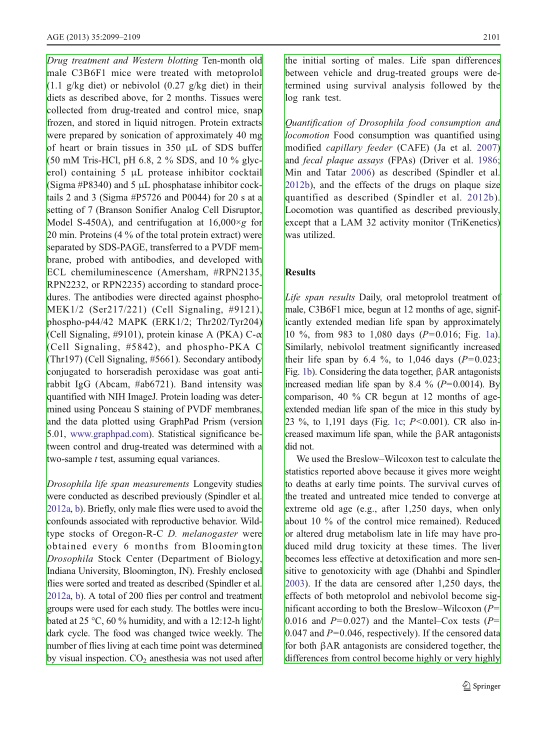 AGE (2013) 35:2099–2109
2101
Drug treatment and Western blotting Ten-month old
male C3B6F1 mice were treated with metoprolol
(1.1 g/kg diet) or nebivolol (0.27 g/kg diet) in their
diets as described above, for 2 months. Tissues were
collected from drug-treated and control mice, snap
frozen, and stored in liquid nitrogen. Protein extracts
were prepared by sonication of approximately 40 mg
of heart or brain tissues in 350 μL of SDS buffer
(50 mM Tris-HCl, pH 6.8, 2 % SDS, and 10 % glyc-
erol) containing 5 μL protease inhibitor cocktail
(Sigma #P8340) and 5 μL phosphatase inhibitor cock-
tails 2 and 3 (Sigma #P5726 and P0044) for 20 s at a
setting of 7 (Branson Sonifier Analog Cell Disruptor,
Model S-450A), and centrifugation at 16,000×g for
20 min. Proteins (4 % of the total protein extract) were
separated by SDS-PAGE, transferred to a PVDF mem-
brane, probed with antibodies, and developed with
ECL chemiluminescence (Amersham, #RPN2135,
RPN2232, or RPN2235) according to standard proce-
dures. The antibodies were directed against phospho-
MEK1/2 (Ser217/221) (Cell Signaling, #9121),
phospho-p44/42 MAPK (ERK1/2; Thr202/Tyr204)
(Cell Signaling, #9101), protein kinase A (PKA) C-α
(Cell Signaling, #5842), and phospho-PKA C
(Thr197) (Cell Signaling, #5661). Secondary antibody
conjugated to horseradish peroxidase was goat anti-
rabbit IgG (Abcam, #ab6721). Band intensity was
quantified with NIH ImageJ. Protein loading was deter-
mined using Ponceau S staining of PVDF membranes,
and the data plotted using GraphPad Prism (version
5.01, www.graphpad.com). Statistical significance be-
tween control and drug-treated was determined with a
two-sample t test, assuming equal variances.
Drosophila life span measurements Longevity studies
were conducted as described previously (Spindler et al.
2012a, b). Briefly, only male flies were used to avoid the
confounds associated with reproductive behavior. Wild-
type stocks of Oregon-R-C D. melanogaster were
obtained every 6 months from Bloomington
Drosophila Stock Center (Department of Biology,
Indiana University, Bloomington, IN). Freshly enclosed
flies were sorted and treated as described (Spindler et al.
2012a, b). A total of 200 flies per control and treatment
groups were used for each study. The bottles were incu-
bated at 25 °C, 60 % humidity, and with a 12:12-h light/
dark cycle. The food was changed twice weekly. The
number of flies living at each time point was determined
by visual inspection. CO₂ anesthesia was not used after
the initial sorting of males. Life span differences
between vehicle and drug-treated groups were de-
termined using survival analysis followed by the
log rank test.
Quantification of Drosophila food consumption and
locomotion Food consumption was quantified using
modified capillary feeder (CAFE) (Ja et al. 2007)
and fecal plaque assays (FPAs) (Driver et al. 1986;
Min and Tatar 2006) as described (Spindler et al.
2012b), and the effects of the drugs on plaque size
quantified as described (Spindler et al. 2012b).
Locomotion was quantified as described previously,
except that a LAM 32 activity monitor (TriKenetics)
was utilized.
Results
Life span results Daily, oral metoprolol treatment of
male, C3B6F1 mice, begun at 12 months of age, signif-
icantly extended median life span by approximately
10 %, from 983 to 1,080 days (P=0.016; Fig. 1a).
Similarly, nebivolol treatment significantly increased
their life span by 6.4 %, to 1,046 days (P=0.023;
Fig. 1b). Considering the data together, βAR antagonists
increased median life span by 8.4 % (P=0.0014). By
comparison, 40 % CR begun at 12 months of age-
extended median life span of the mice in this study by
23 %, to 1,191 days (Fig. 1c; P<0.001). CR also in-
creased maximum life span, while the βAR antagonists
did not.
We used the Breslow–Wilcoxon test to calculate the
statistics reported above because it gives more weight
to deaths at early time points. The survival curves of
the treated and untreated mice tended to converge at
extreme old age (e.g., after 1,250 days, when only
about 10 % of the control mice remained). Reduced
or altered drug metabolism late in life may have pro-
duced mild drug toxicity at these times. The liver
becomes less effective at detoxification and more sen-
sitive to genotoxicity with age (Dhahbi and Spindler
2003). If the data are censored after 1,250 days, the
effects of both metoprolol and nebivolol become sig-
nificant according to both the Breslow–Wilcoxon (P=
0.016 and P=0.027) and the Mantel–Cox tests (P=
0.047 and P=0.046, respectively). If the censored data
for both βAR antagonists are considered together, the
differences from control become highly or very highly
Springer